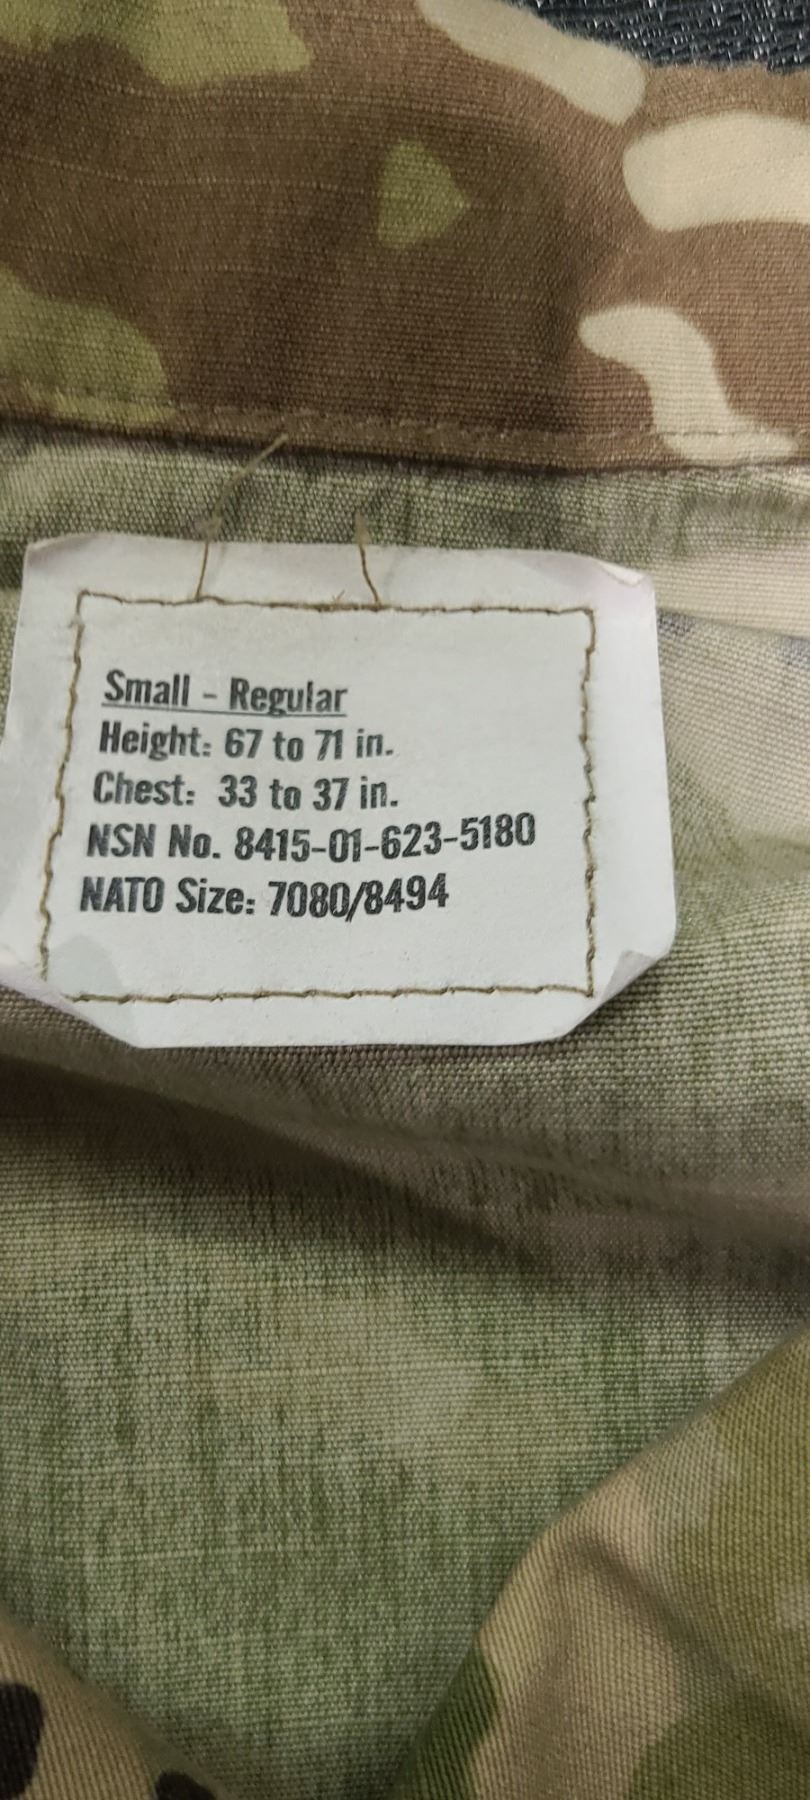 Small - Regular
Height: 67 to 71 in.
Chest: 33 to 37 in.
NSN No. 8415-01-623-5180
NATO Size: 7080/8494